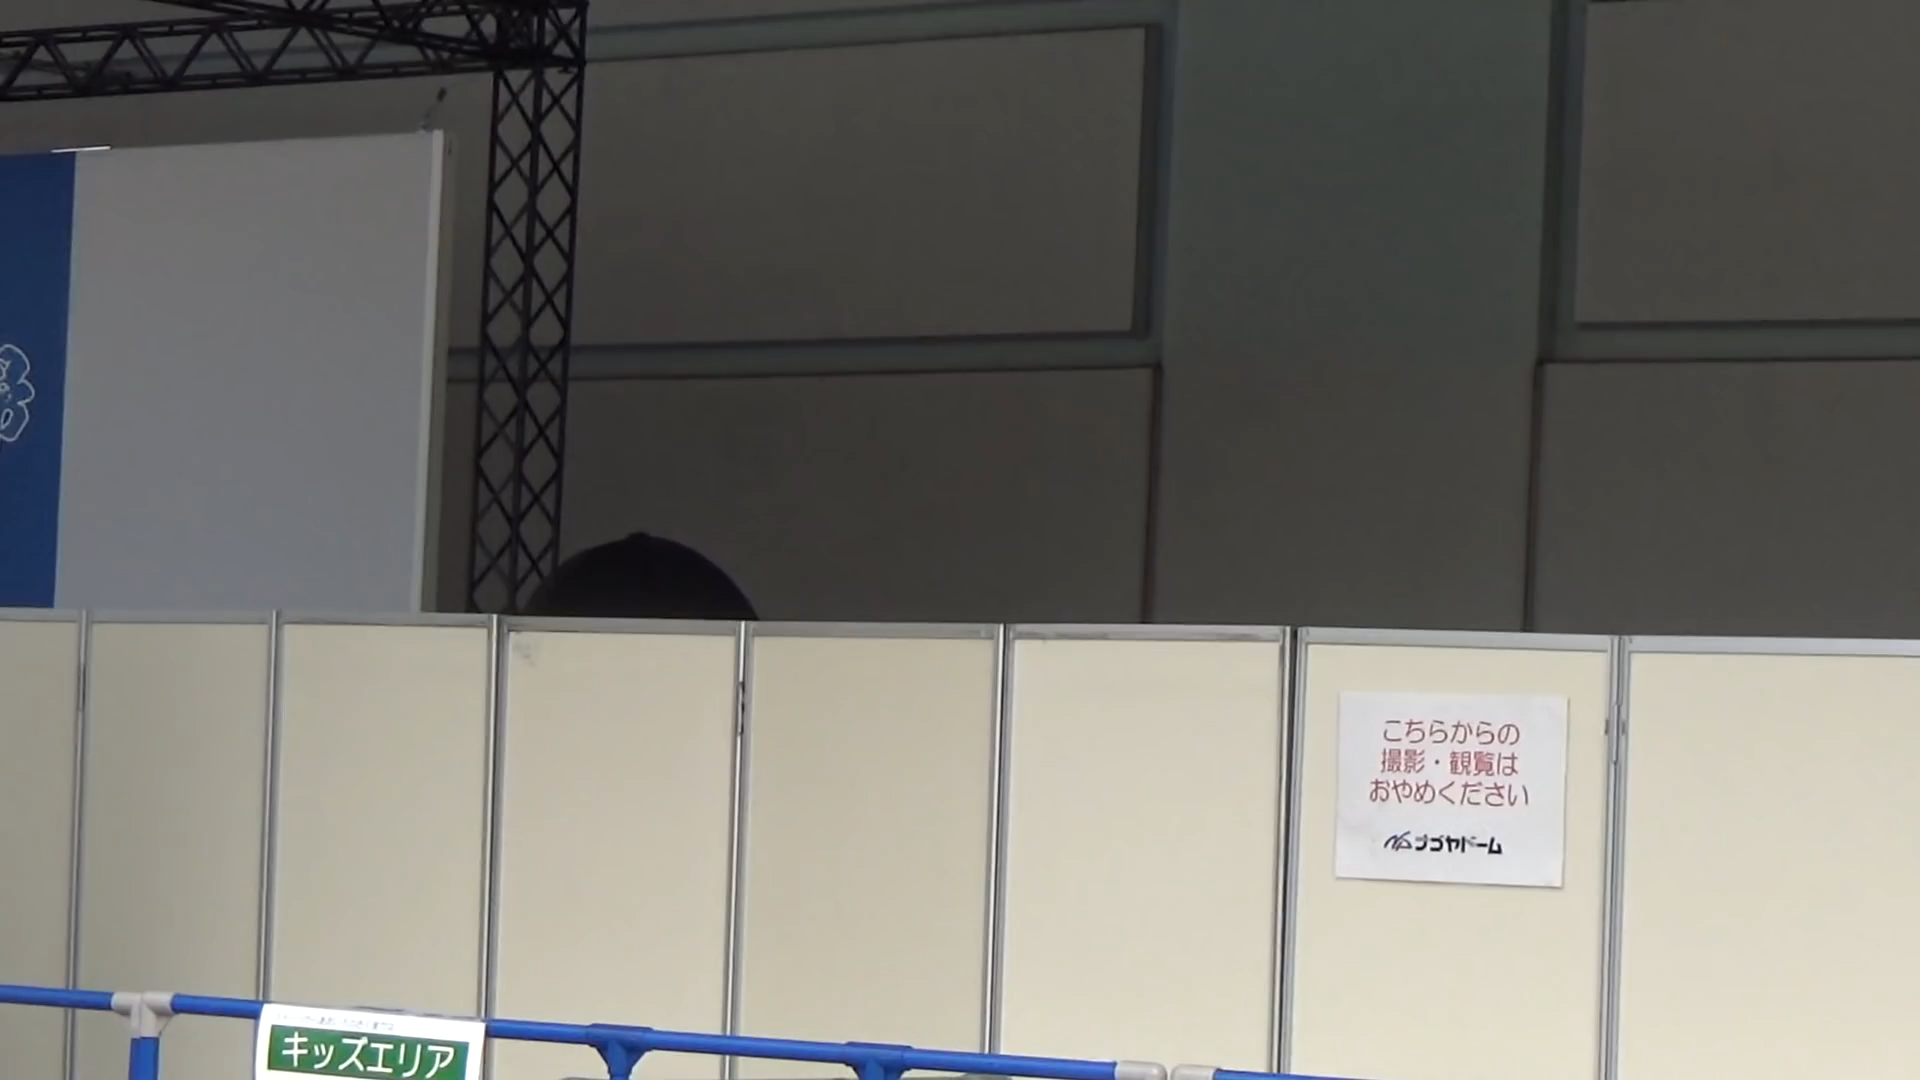 こちらからの
撮影・観覧は
おやめください
ナゴヤドーム
キッズエリア